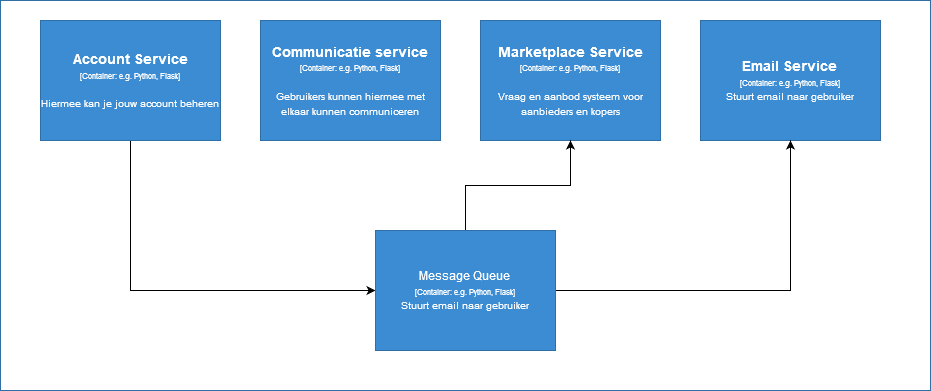 Account Service
[Container: e.g. Python, Flask]
Hiermee kan je jouw account beheren
Communicatie service
[Container: e.g. Python, Flask]
Gebruikers kunnen hiermee met
elkaar kunnen communiceren
Marketplace Service
[Container: e.g. Python, Flask]
Vraag en aanbod systeem voor
aanbieders en kopers
Email Service
[Container: e.g. Python, Flask]
Stuurt email naar gebruiker
Message Queue
[Container: e.g. Python, Flask]
Stuurt email naar gebruiker